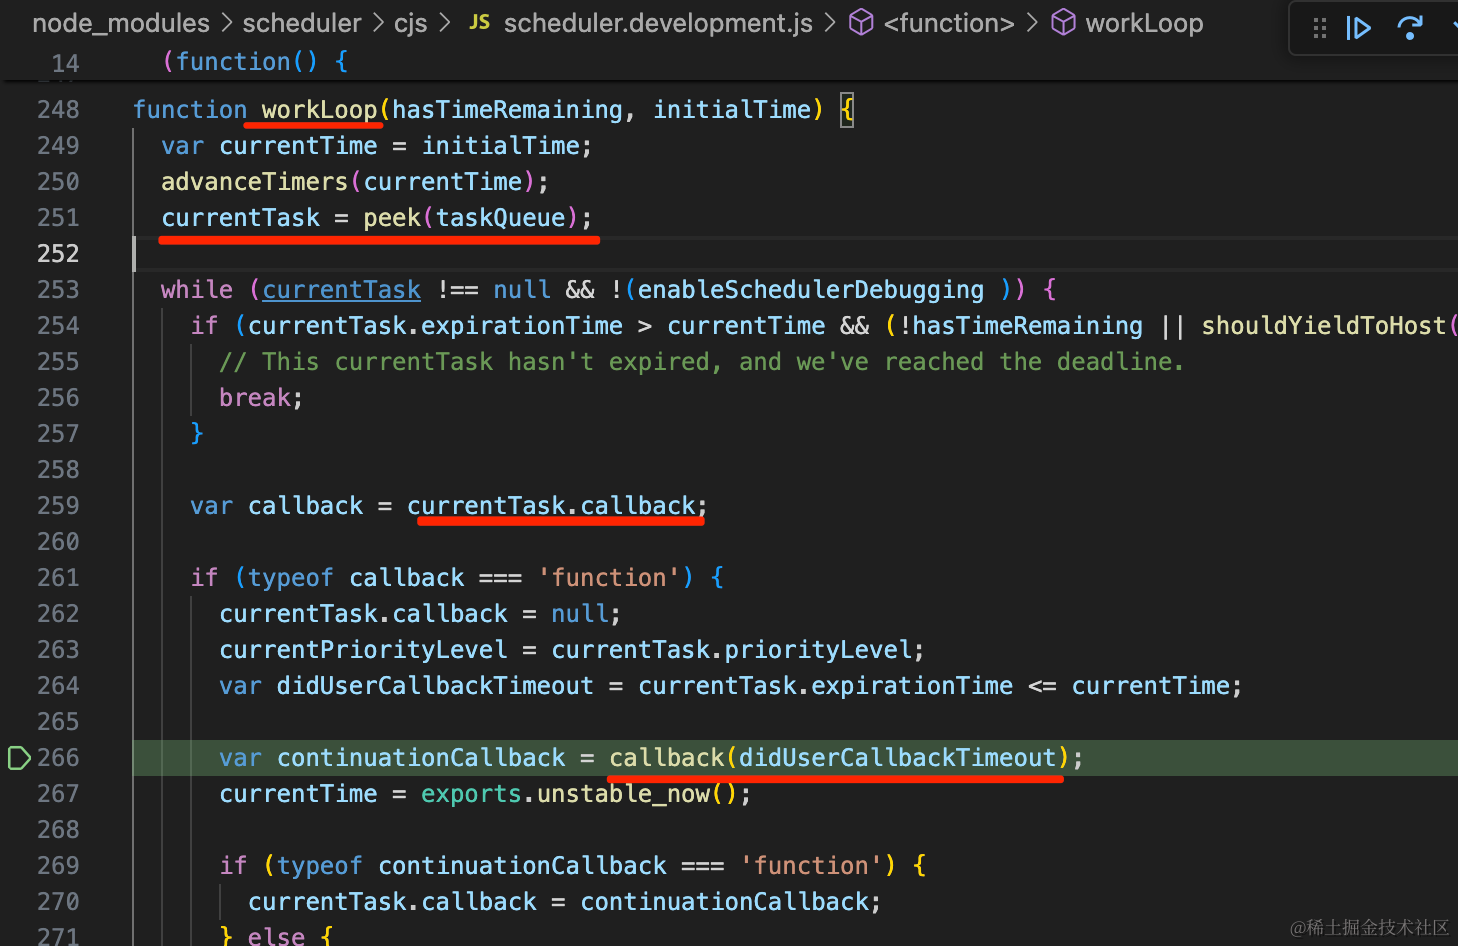 node_modules > scheduler > cjs > JS scheduler.development.js > <function> > workLoop
14 (function() {
248 function workLoop(hasTimeRemaining, initialTime) {
249 var currentTime = initialTime;
250 advanceTimers(currentTime);
251 currentTask = peek(taskQueue);
252
253 while (currentTask !== null && !(enableSchedulerDebugging )) {
254 if (currentTask.expirationTime > currentTime && (!hasTimeRemaining || shouldYieldToHost(
255 // This currentTask hasn't expired, and we've reached the deadline.
256 break;
257 }
258
259 var callback = currentTask.callback;
260
261 if (typeof callback === 'function') {
262 currentTask.callback = null;
263 currentPriorityLevel = currentTask.priorityLevel;
264 var didUserCallbackTimeout = currentTask.expirationTime <= currentTime;
265
266 var continuationCallback = callback(didUserCallbackTimeout);
267 currentTime = exports.unstable_now();
268
269 if (typeof continuationCallback === 'function') {
270 currentTask.callback = continuationCallback;
271 } else {
@稀土掘金技术社区